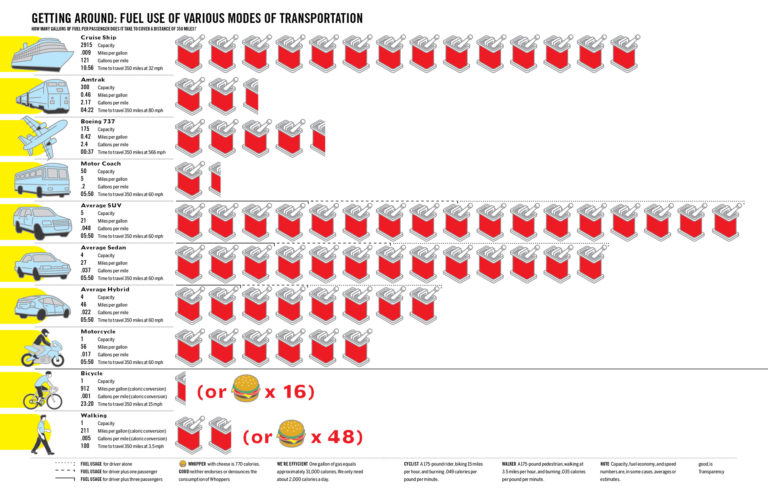 GETTING AROUND: FUEL USE OF VARIOUS MODES OF TRANSPORTATION
HOW MANY GALLONS OF FUEL PER PASSENGER DOES IT TAKE TO COVER A DISTANCE OF 350 MILES?
Cruise Ship
2915 Capacity
.009 Miles per gallon
121 Gallons per mile
10:56 Time to travel 350 miles at 32 mph
Amtrak
300 Capacity
0.46 Miles per gallon
2.17 Gallons per mile
04:22 Time to travel 350 miles at 80 mph
Boeing 737
175 Capacity
0.42 Miles per gallon
2.4 Gallons per mile
00:37 Time to travel 350 miles at 566 mph
Motor Coach
50 Capacity
5 Miles per gallon
.2 Gallons per mile
05:50 Time to travel 350 miles at 60 mph
Average SUV
5 Capacity
21 Miles per gallon
.048 Gallons per mile
05:50 Time to travel 350 miles at 60 mph
Average Sedan
4 Capacity
27 Miles per gallon
.037 Gallons per mile
05:50 Time to travel 350 miles at 60 mph
Average Hybrid
4 Capacity
46 Miles per gallon
.022 Gallons per mile
05:50 Time to travel 350 miles at 60 mph
Motorcycle
1 Capacity
56 Miles per gallon
.017 Gallons per mile
05:50 Time to travel 350 miles at 60 mph
Bicycle
1 Capacity
912 Miles per gallon (caloric conversion)
.001 Gallons per mile (caloric conversion)
23:20 Time to travel 350 miles at 15 mph
(or x 16)
Walking
1 Capacity
211 Miles per gallon (caloric conversion)
.005 Gallons per mile (caloric conversion)
100 Time to travel 350 miles at 3.5 mph
(or x 48)
FUEL USAGE for driver alone
FUEL USAGE for driver plus one passenger
FUEL USAGE for driver plus three passengers
WHOPPER with cheese is 770 calories.
GOOD neither endorses or denounces the
consumption of Whoppers
WE'RE EFFICIENT One gallon of gas equals
approximately 31,000 calories. We only need
about 2,000 calories a day.
CYCLIST A 175-pound rider, biking 15 miles
per hour, and burning .049 calories per
pound per minute.
WALKER A 175-pound pedestrian, walking at
3.5 miles per hour, and burning .035 calories
per pound per minute.
NOTE Capacity, fuel economy, and speed
numbers are, in some cases, averages or
estimates.
good.is
Transparency